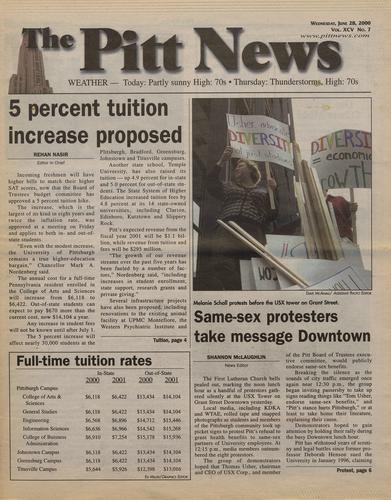 WEDNESDAY, JUNE 28, 2000
VOL. XCV NO. 7
www.pittnews.com
The Pitt News
WEATHER — Today: Partly sunny High: 70s • Thursday: Thunderstorms, High: 70s
5 percent tuition
increase proposed
REHAN NASIR
Editor in Chief
Incoming freshmen will have
higher bills to match their higher
SAT scores, now that the Board of
Trustees budget committee has
approved a 5 percent tuition hike.
The increase, which is the
largest of its kind in eight years and
twice the inflation rate, was
approved at a meeting on Friday
and applies to both in- and out-of-
state students.
"Even with the modest increase,
the University of Pittsburgh
remains a true higher-education
bargain," Chancellor Mark A.
Nordenberg said.
The annual cost for a full-time
Pennsylvania resident enrolled in
the College of Arts and Sciences
will increase from $6,118 to
$6,422. Out-of-state students can
expect to pay $670 more than the
current cost, now $14,104 a year.
Any increase in student fees
will not be known until after July 1.
The 5 percent increase will
affect nearly 30,000 students at the
Pittsburgh, Bradford, Greensburg,
Johnstown and Titusville campuses.
Another state school, Temple
University, has also raised its
tuition — up 4.9 percent for in-state
and 5.0 percent for out-of-state stu-
dents. The State System of Higher
Education increased tuition fees by
4.8 percent at its 14 state-owned
universities, including Clarion,
Edinboro, Kutztown and Slippery
Rock.
Pitt's expected revenue from the
fiscal year 2001 will be $1.1 bil-
lion, while revenue from tuition and
fees will be $295 million.
"The growth of our revenue
streams over the past five years has
been fueled by a number of fac-
tors," Nordenberg said, "including
increases in student enrollment,
state support, research grants and
private giving."
Several infrastructure projects
have also been proposed, including
renovations to the existing animal
facility at UPMC Montefiore, the
Western Psychiatric Institute and
Tuition, page 4
DIVERSITY
DIVERSI
= economic
Melanie Scholl protests before the USX tower on Grant Street.
Same-sex protesters
take message Downtown
SHANNON MCLAUGHLIN
News Editor
The First Lutheran Church bells
pealed out, marking the noon lunch
hour as a handful of protesters gath-
ered silently at the USX Tower on
Grant Street Downtown yesterday.
Local media, including KDKA
and WTAE, rolled tape and snapped
photographs as students and members
of the Pittsburgh community took up
picket signs to protest Pitt's refusal to
grant health benefits to same-sex
partners of University employees. At
12:15 p.m., media members outnum-
bered the eight protesters.
The group of demonstrators
hoped that Thomas Usher, chairman
and CEO of USX Corp., and member
of the Pitt Board of Trustees execu-
tive committee, would publicly
endorse same-sex benefits.
Breaking the silence as the
sounds of city traffic emerged once
again near 12:30 p.m., the group
began inviting passersby to take up
signs reading things like "Tom Usher,
endorse same-sex benefits," and
"Pitt's stance hurts Pittsburgh," or at
least to take home their literature,
explaining their cause.
Demonstrators hoped to gain
attention by holding their rally during
the busy Downtown lunch hour.
Pitt has withstood years of scruti-
ny and legal battles since former pro-
fessor Deborah Henson sued the
University in January 1996, claiming
Protest, page 6
Full-time tuition rates
In-State Out-of-State
2000 2001 2000 2001
Pittsburgh Campus
College of Arts &
Sciences $6,118 $6,422 $13,434 $14,104
General Studies $6,118 $6,422 $13,434 $14,104
Engineering $6,568 $6,896 $14,712 $15,446
Information Sciences $6,636 $6,966 $14,542 $15,268
College of Business
Administration $6,910 $7,254 $15,178 $15,936
Johnstown Campus $6,118 $6,422 $13,434 $14,104
Greensburg Campus $6,118 $6,422 $13,434 $14,104
Titusville Campus $5,644 $5,926 $12,398 $13,016